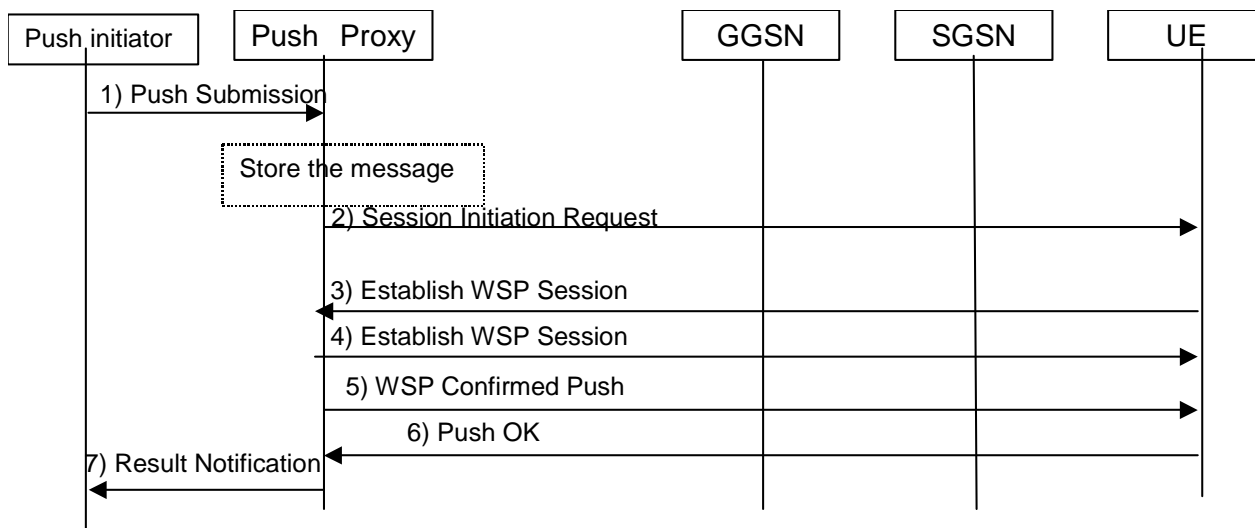 Push initiator
Push Proxy
GGSN
SGSN
UE
1) Push Submission
Store the message
2) Session Initiation Request
3) Establish WSP Session
4) Establish WSP Session
5) WSP Confirmed Push
6) Push OK
7) Result Notification